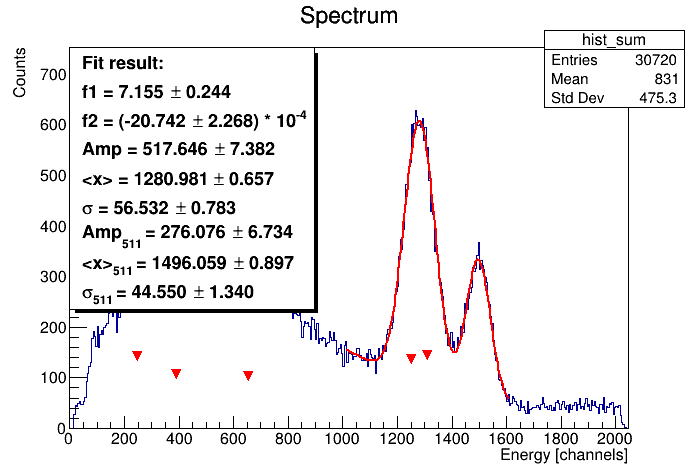 Spectrum
hist_sum
Entries 30720
Mean 831
Std Dev 475.3
Fit result:
f1 = 7.155 ± 0.244
f2 = (-20.742 ± 2.268) * 10^-4
Amp = 517.646 ± 7.382
<x> = 1280.981 ± 0.657
σ = 56.532 ± 0.783
Amp_511 = 276.076 ± 6.734
<x>_511 = 1496.059 ± 0.897
σ_511 = 44.550 ± 1.340
Counts
700
600
500
400
300
200
100
0
0 200 400 600 800 1000 1200 1400 1600 1800 2000
Energy [channels]